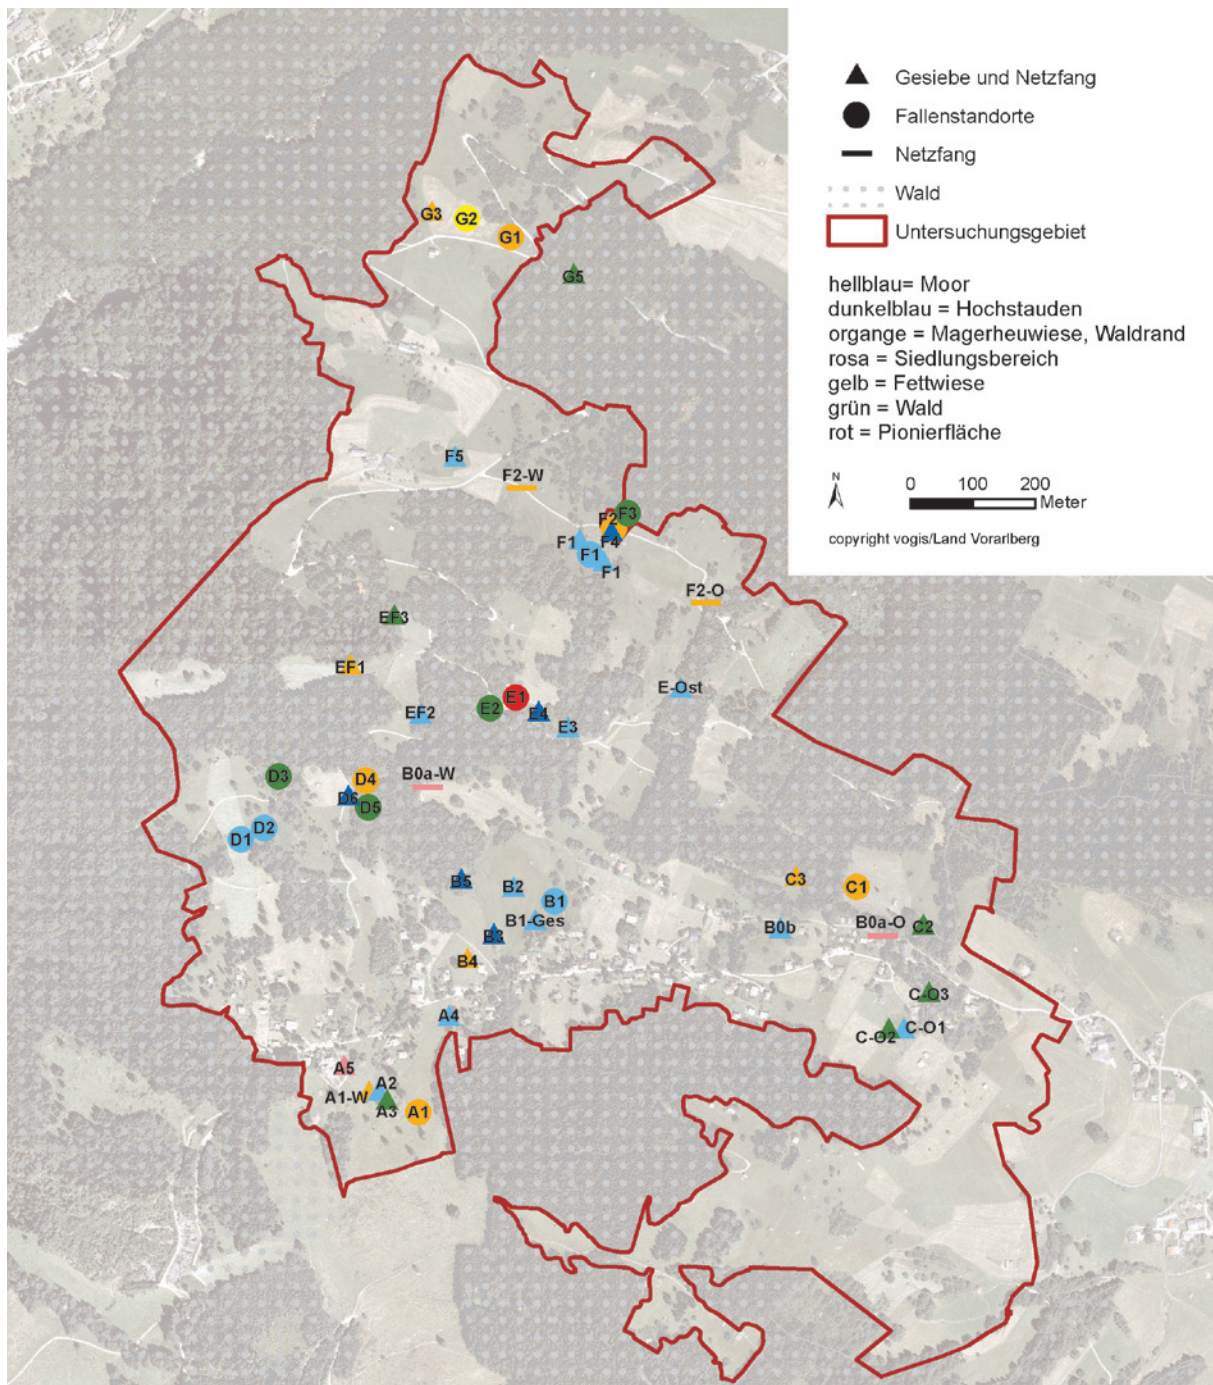 Gesiebe und Netzfang
Fallenstandorte
Netzfang
Wald
Untersuchungsgebiet
hellblau= Moor
dunkelblau = Hochstauden
organge = Magerheuwiese, Waldrand
rosa = Siedlungsbereich
gelb = Fettwiese
grün = Wald
rot = Pionierfläche
N
0 100 200
Meter
copyright vogis/Land Vorarlberg
G3
G2
G1
G5
F5
F2-W
F3
F2
F1
F4
F1
F1
F2-O
EF3
EF1
E-Ost
E1
E2
EF2
E4
E3
D3
D4
B0a-W
D6
D5
D2
D1
B5
B2
C3
C1
B1
B1-Ges
B0b
B0a-O
C2
B3
B4
C-O3
A4
C-O1
C-O2
A5
A2
A1-W
A3
A1